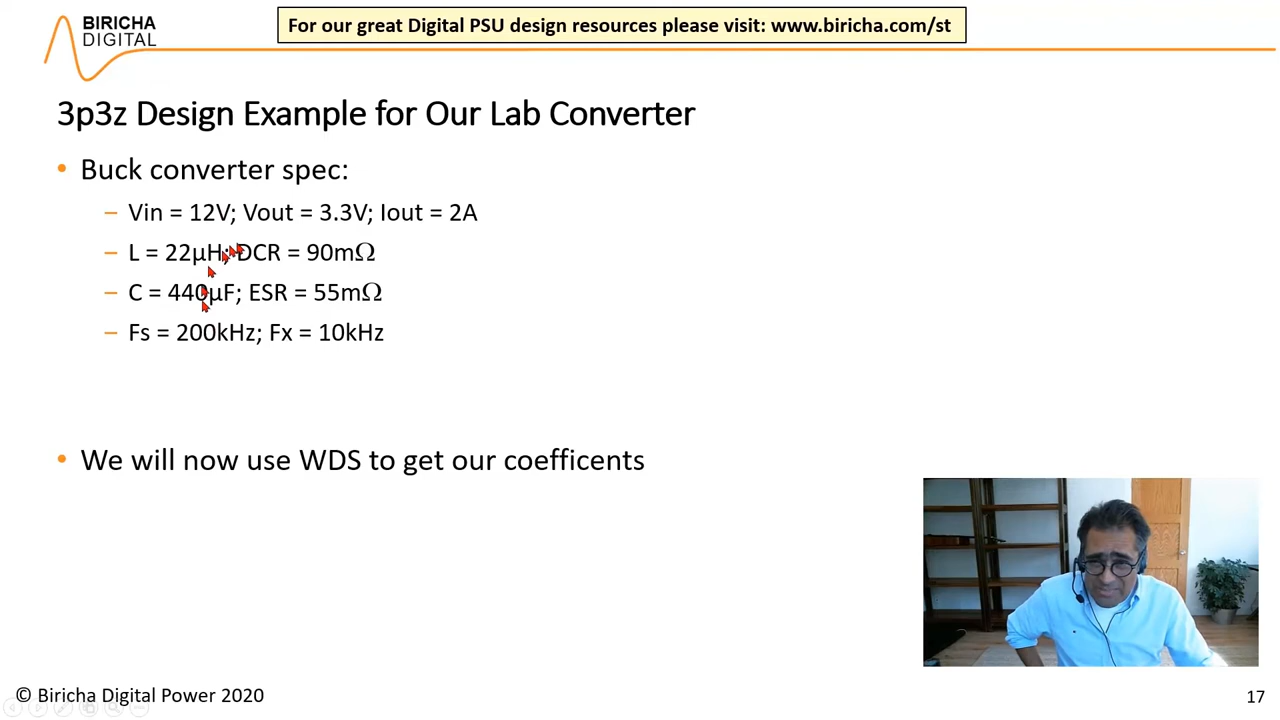 BIRICHA
DIGITAL
For our great Digital PSU design resources please visit: www.biricha.com/st
3p3z Design Example for Our Lab Converter
• Buck converter spec:
– Vin = 12V; Vout = 3.3V; Iout = 2A
– L = 22µH; DCR = 90mΩ
– C = 440µF; ESR = 55mΩ
– Fs = 200kHz; Fx = 10kHz
• We will now use WDS to get our coefficents
© Biricha Digital Power 2020
17